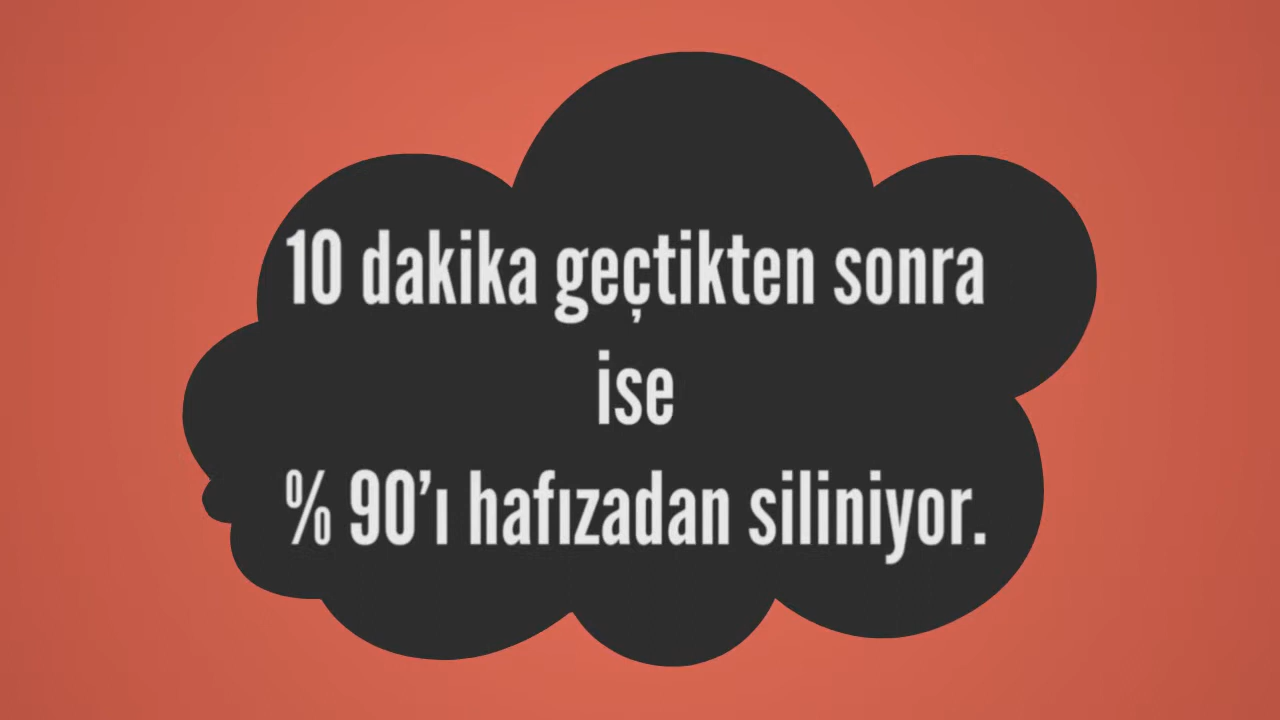 10 dakika geçtikten sonra
ise
% 90’ı hafızadan siliniyor.